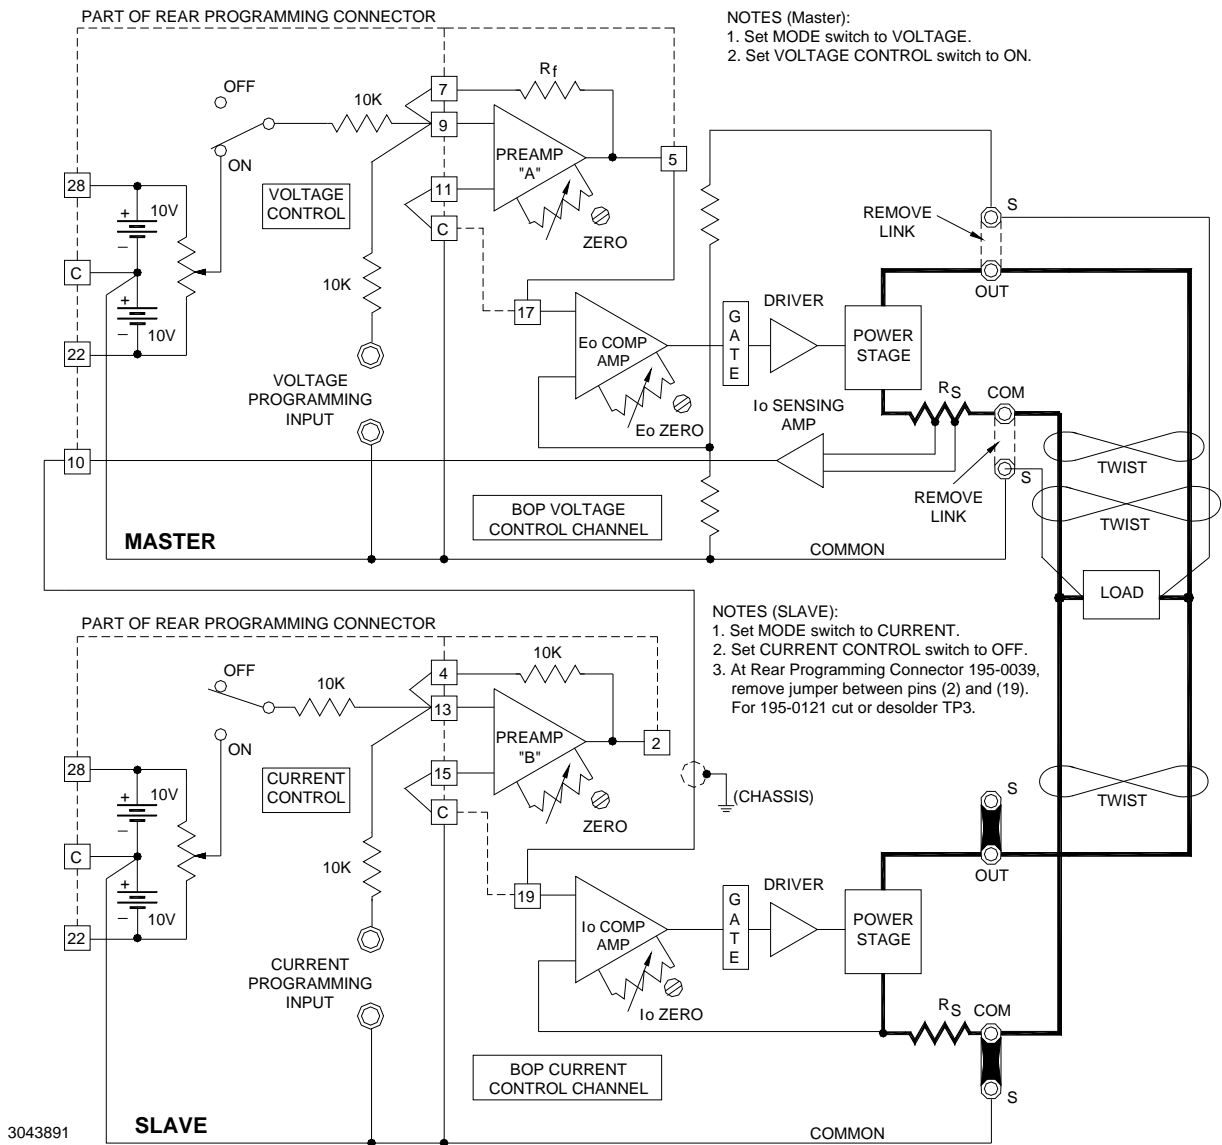 PART OF REAR PROGRAMMING CONNECTOR
NOTES (Master):
1. Set MODE switch to VOLTAGE.
2. Set VOLTAGE CONTROL switch to ON.
OFF
10K
7
Rf
9
ON
PREAMP
"A"
5
28
10V
+
–
VOLTAGE
CONTROL
11
C
ZERO
S
REMOVE
LINK
C
10K
OUT
+
–
10V
17
GATE
DRIVER
POWER
STAGE
22
Eo COMP
AMP
VOLTAGE
PROGRAMMING
INPUT
RS
COM
Io SENSING
AMP
Eo ZERO
10
TWIST
S
REMOVE
LINK
BOP VOLTAGE
CONTROL CHANNEL
TWIST
MASTER
COMMON
LOAD
PART OF REAR PROGRAMMING CONNECTOR
NOTES (SLAVE):
1. Set MODE switch to CURRENT.
2. Set CURRENT CONTROL switch to OFF.
3. At Rear Programming Connector 195-0039,
remove jumper between pins (2) and (19).
For 195-0121 cut or desolder TP3.
OFF
10K
4
10K
13
ON
PREAMP
"B"
2
28
10V
+
–
CURRENT
CONTROL
15
C
ZERO
(CHASSIS)
TWIST
S
C
10K
OUT
+
–
10V
19
GATE
DRIVER
POWER
STAGE
22
Io COMP
AMP
CURRENT
PROGRAMMING
INPUT
Io ZERO
RS
COM
BOP CURRENT
CONTROL CHANNEL
S
3043891
SLAVE
COMMON